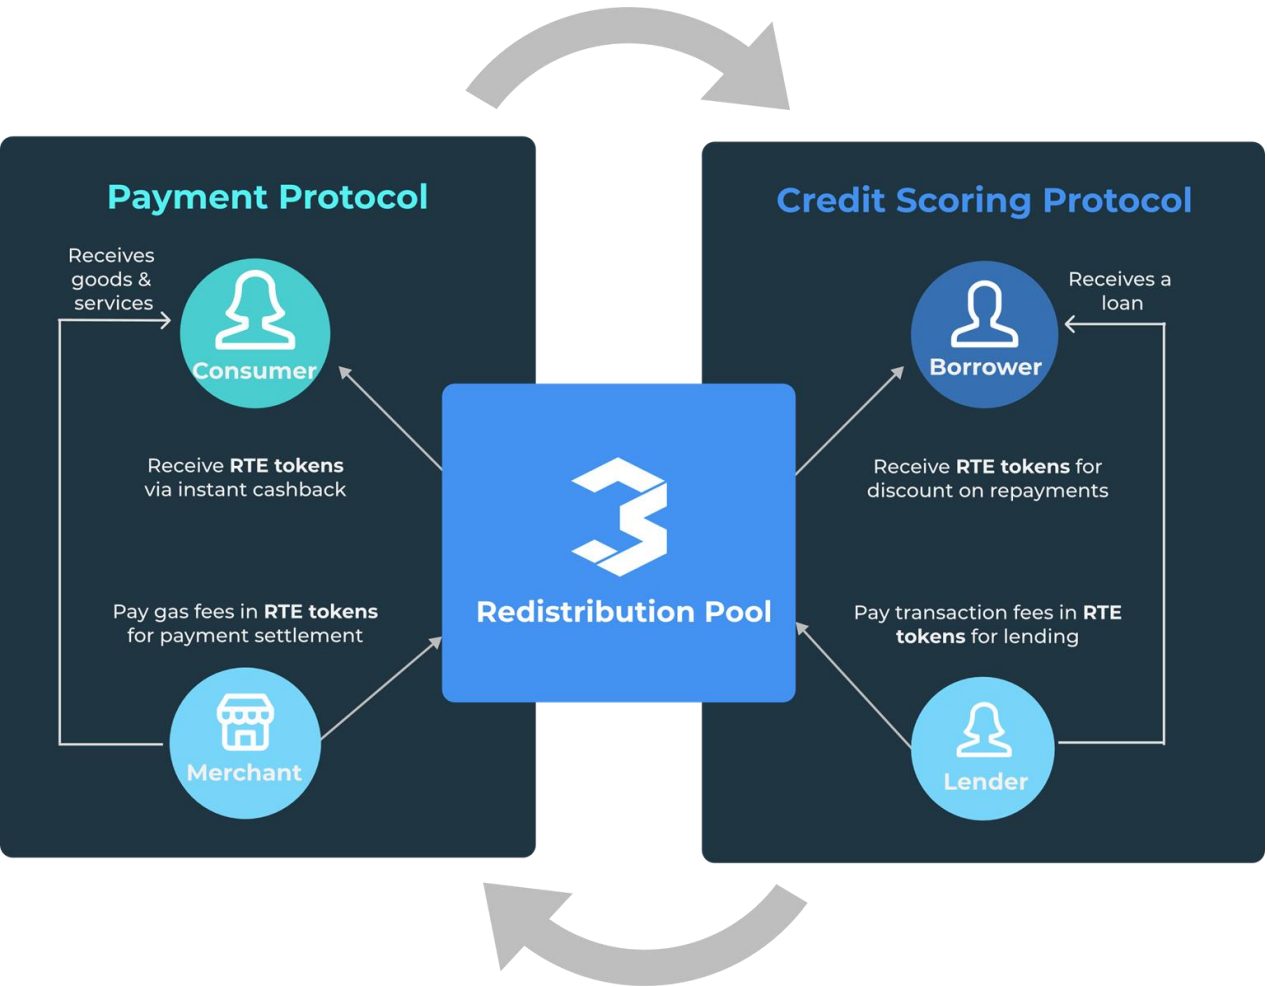 Payment Protocol
Receives
goods &
services
Consumer
Receive RTE tokens
via instant cashback
Pay gas fees in RTE tokens
for payment settlement
Merchant
Redistribution Pool
Credit Scoring Protocol
Receives a
loan
Borrower
Receive RTE tokens for
discount on repayments
Pay transaction fees in RTE
tokens for lending
Lender